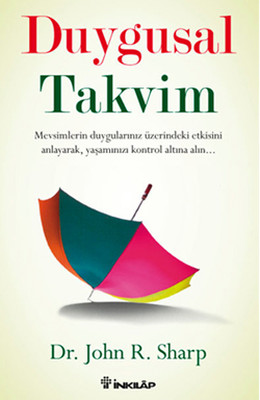 Duygusal
Takvim
Mevsimlerin duygularınız üzerindeki etkisini
anlayarak, yaşamınızı kontrol altına alın...
Dr. John R. Sharp
İNKILÂP